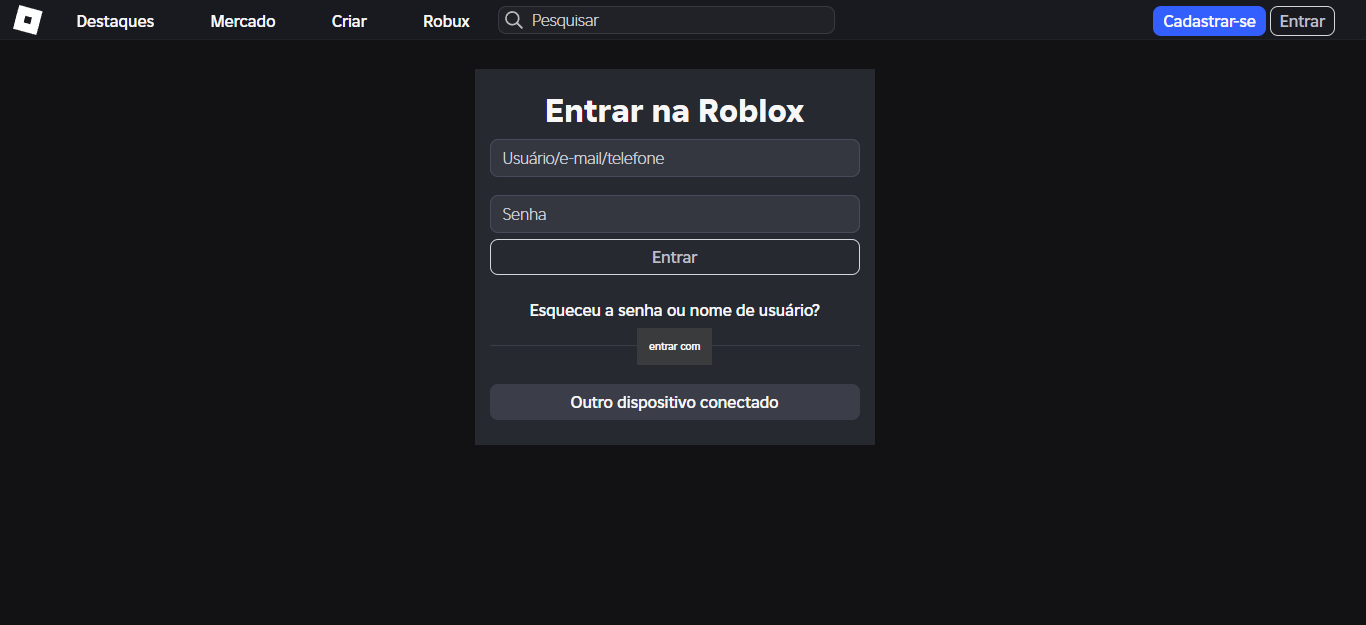 Destaques Mercado Criar Robux Pesquisar Cadastrar-se Entrar
Entrar na Roblox
Usuário/e-mail/telefone
Senha
Entrar
Esqueceu a senha ou nome de usuário?
entrar com
Outro dispositivo conectado